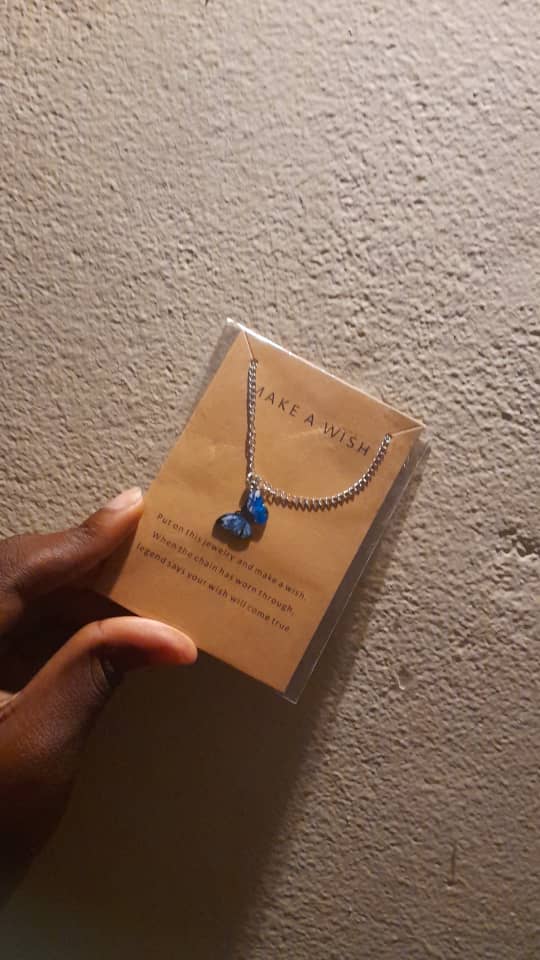 MAKE A WISH
Put on this jewelry and make a wish.
When the chain has worn through
legend says your wish will come true